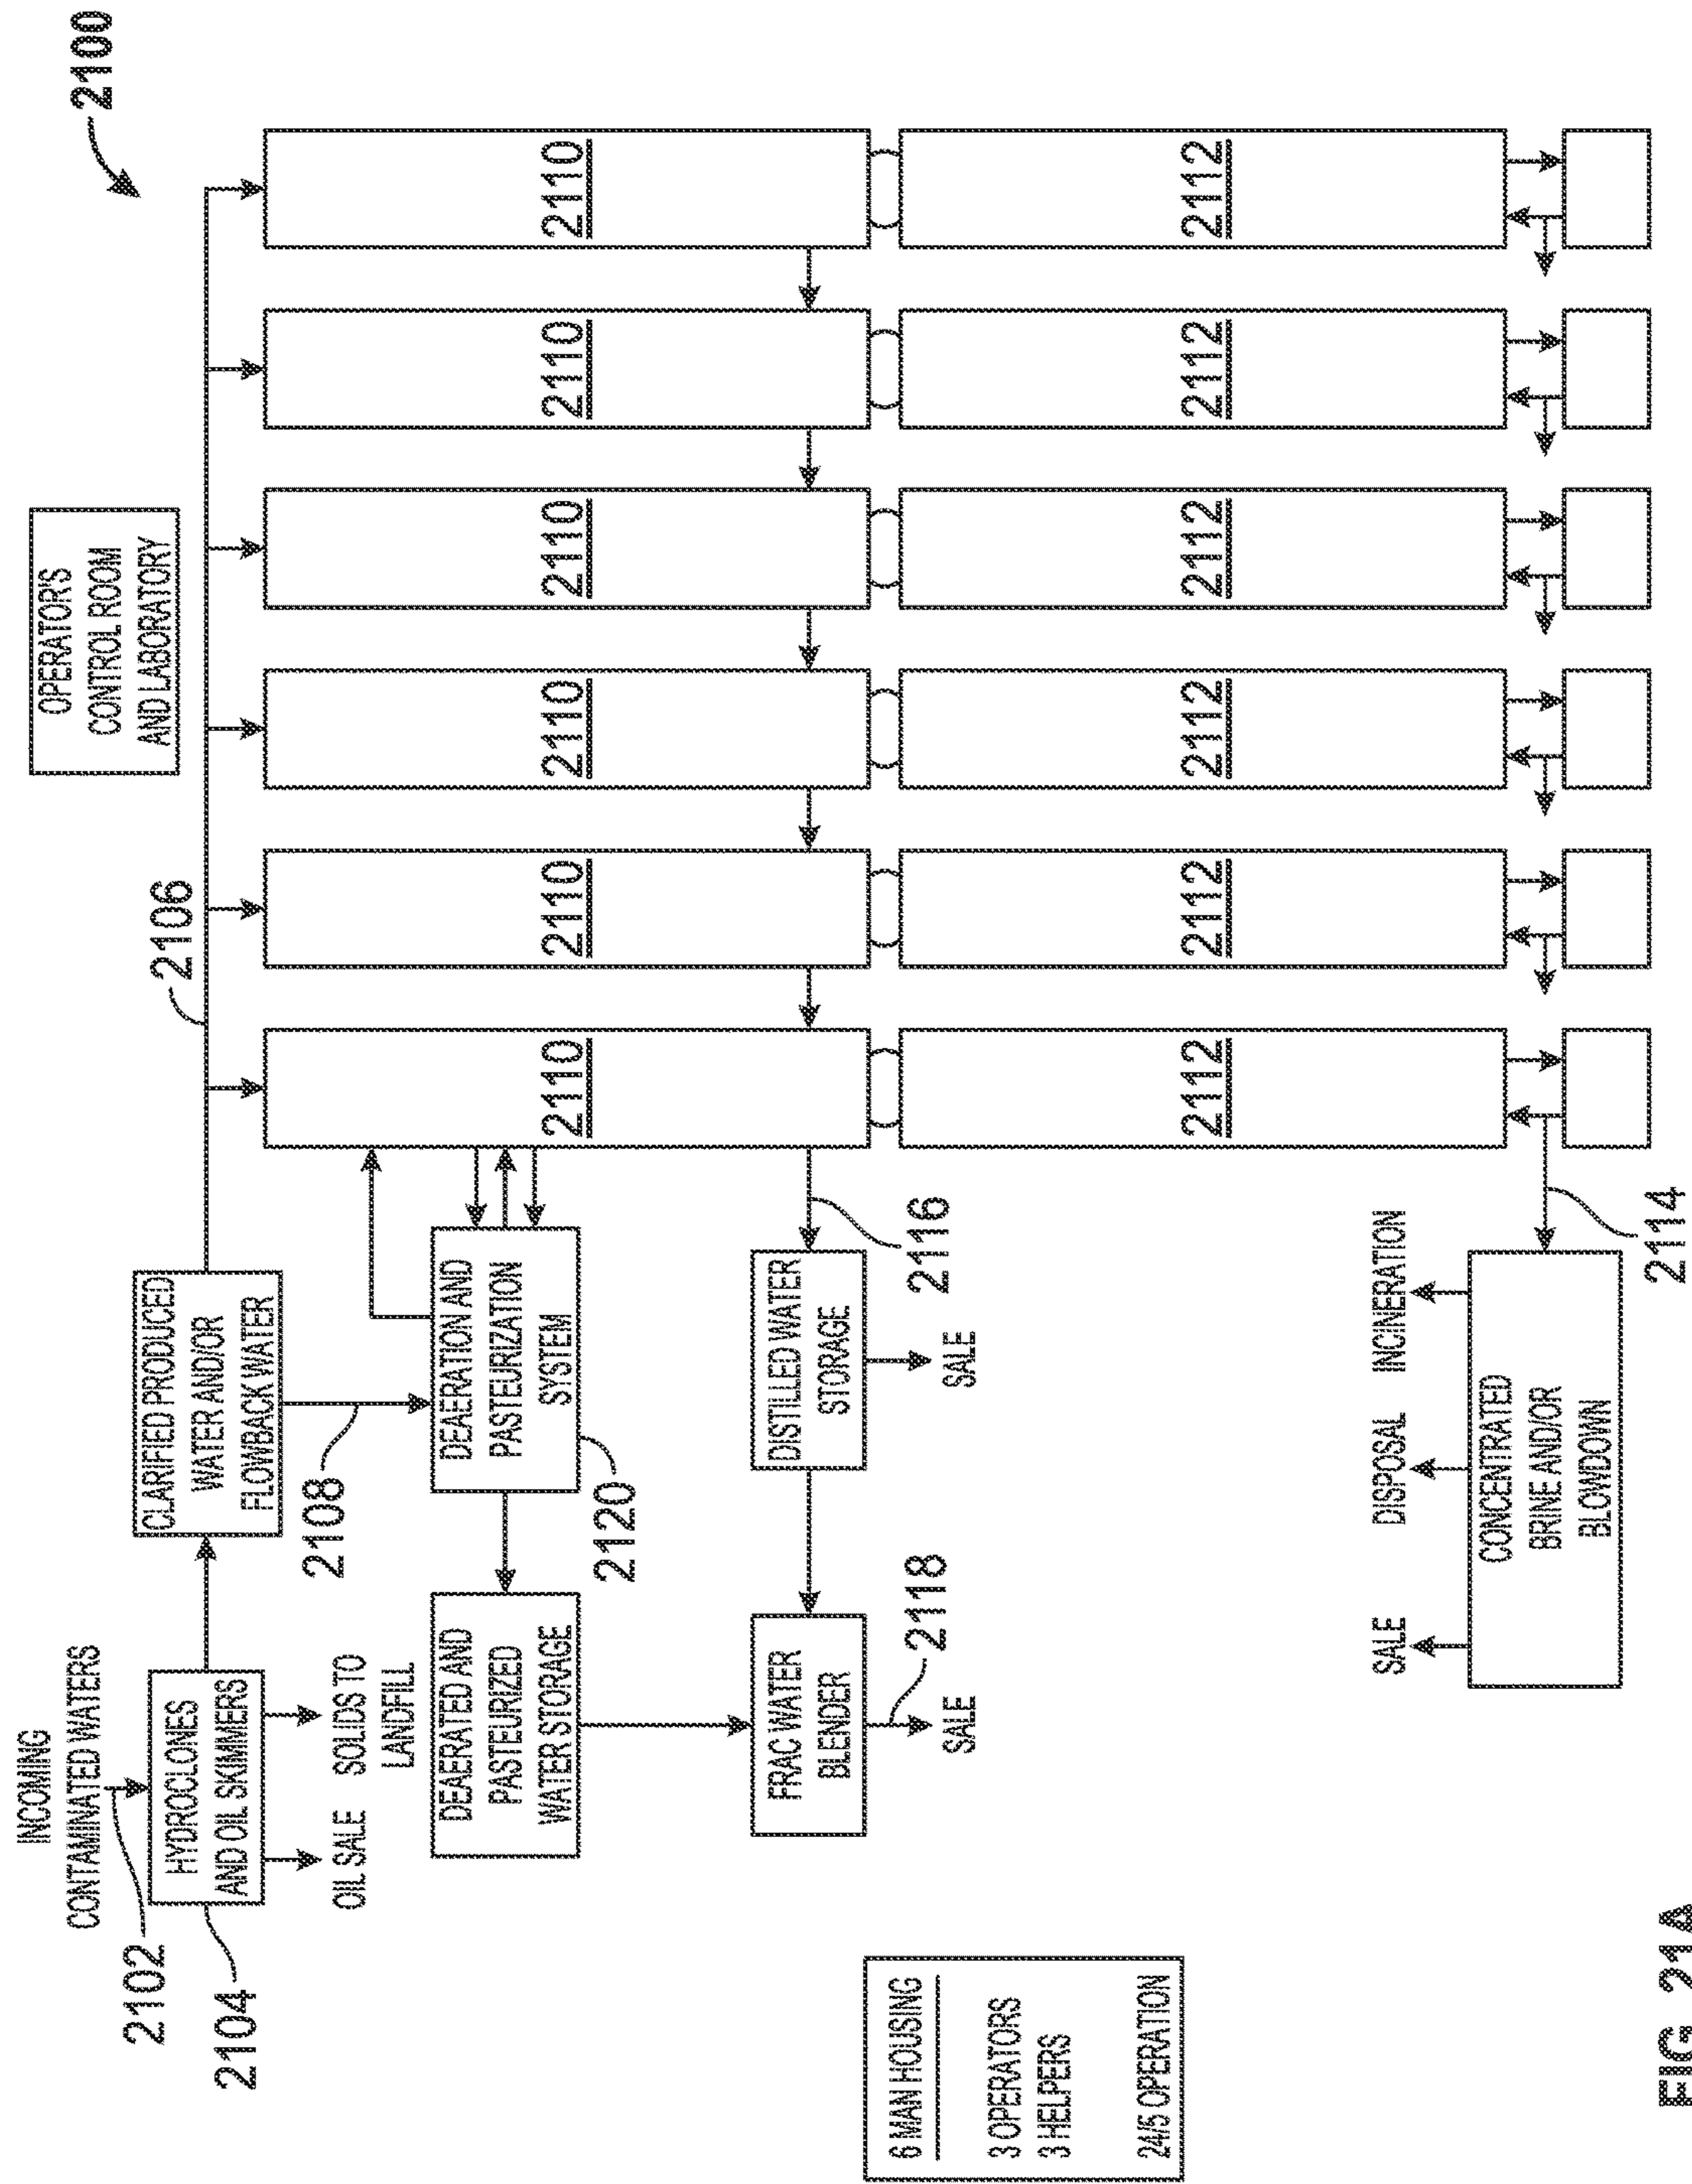 2100
OPERATOR'S
CONTROL ROOM
AND LABORATORY
2106
INCOMING
CONTAMINATED WATERS
2102
HYDROCLONES
AND OIL SKIMMERS
2104
OIL SALE
SOLIDS TO
LANDFILL
CLARIFIED PRODUCED
WATER AND/OR
FLOWBACK WATER
2108
DEAERATION AND
PASTEURIZATION
SYSTEM
2120
DEAERATED AND
PASTEURIZED
WATER STORAGE
2110
2110
2110
2110
2110
2110
DISTILLED WATER
STORAGE
2116
SALE
FRAC WATER
BLENDER
2118
SALE
2112
2112
2112
2112
2112
2112
6 MAN HOUSING
3 OPERATORS
3 HELPERS
24/5 OPERATION
SALE
DISPOSAL
INCINERATION
CONCENTRATED
BRINE AND/OR
BLOWDOWN
2114
FIG. 21A